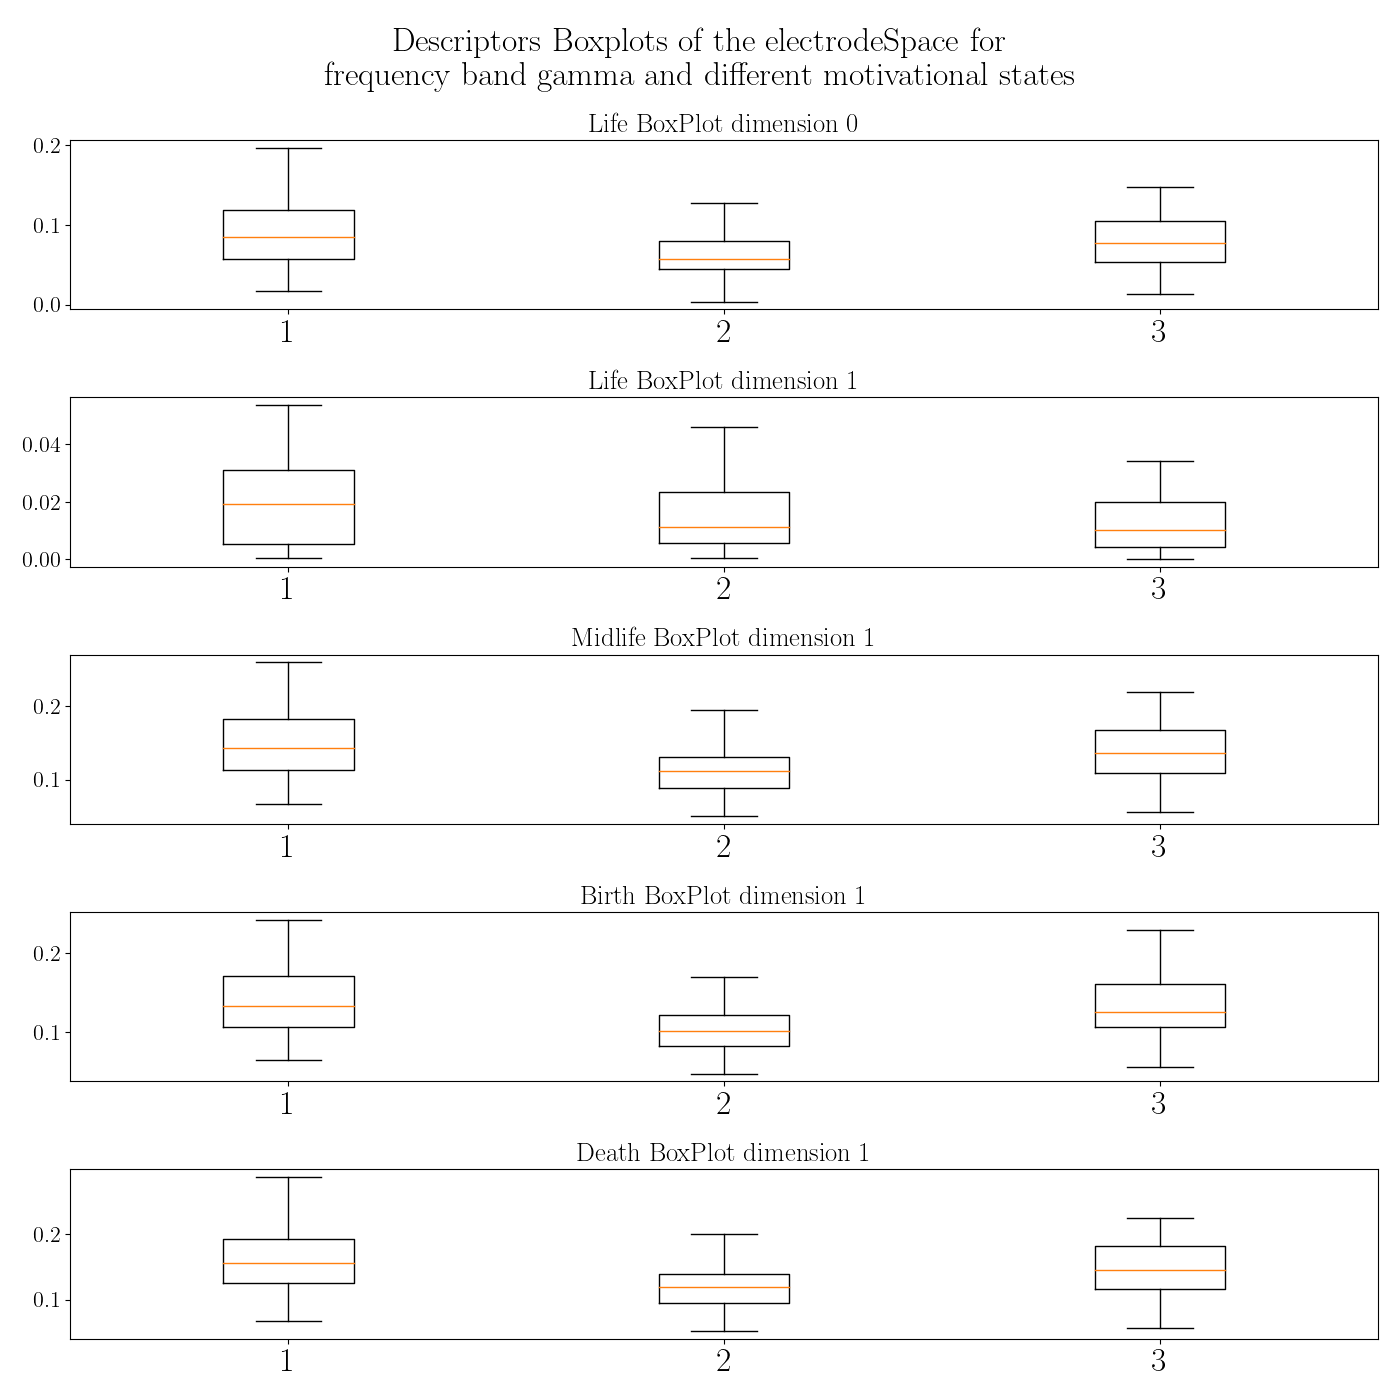 Descriptors Boxplots of the electrodeSpace for
frequency band gamma and different motivational states
Life BoxPlot dimension 0
0.2
0.1
0.0
1 2 3
Life BoxPlot dimension 1
0.04
0.02
0.00
1 2 3
Midlife BoxPlot dimension 1
0.2
0.1
1 2 3
Birth BoxPlot dimension 1
0.2
0.1
1 2 3
Death BoxPlot dimension 1
0.2
0.1
1 2 3